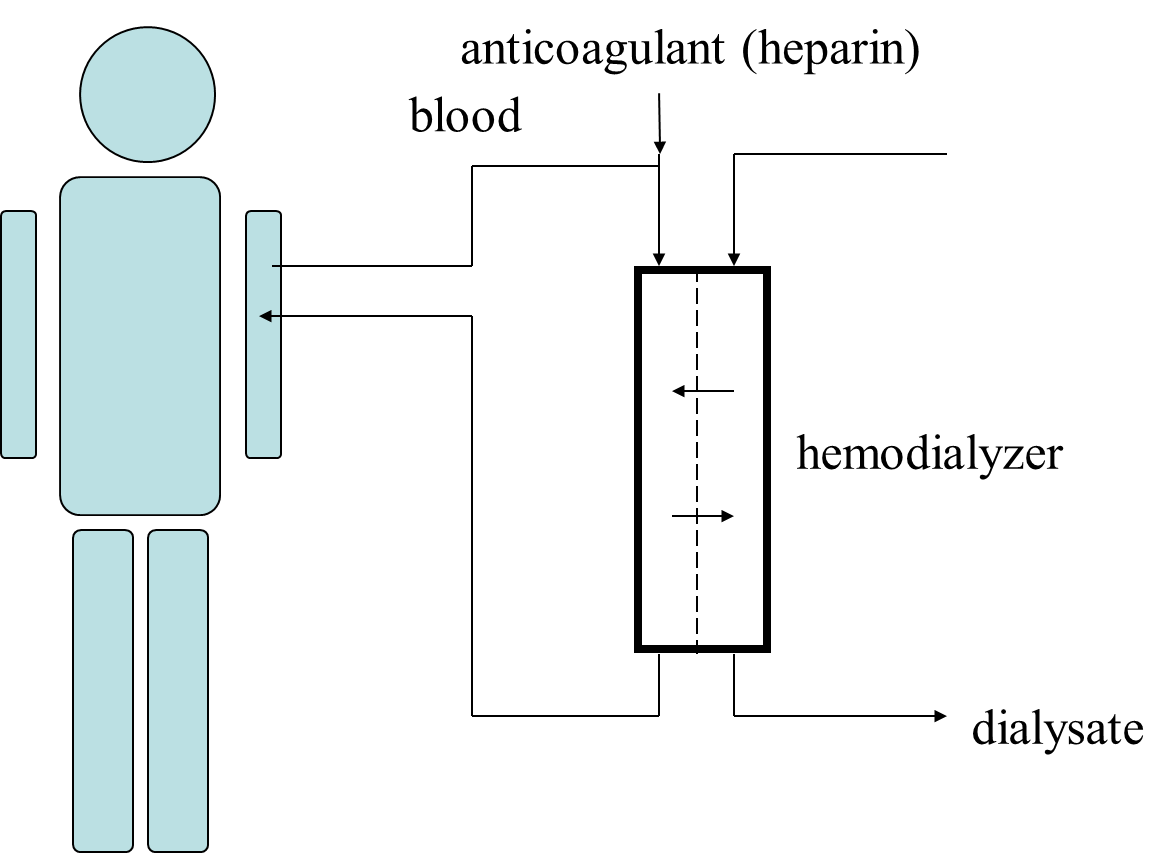 anticoagulant (heparin)
blood
hemodialyzer
dialysate